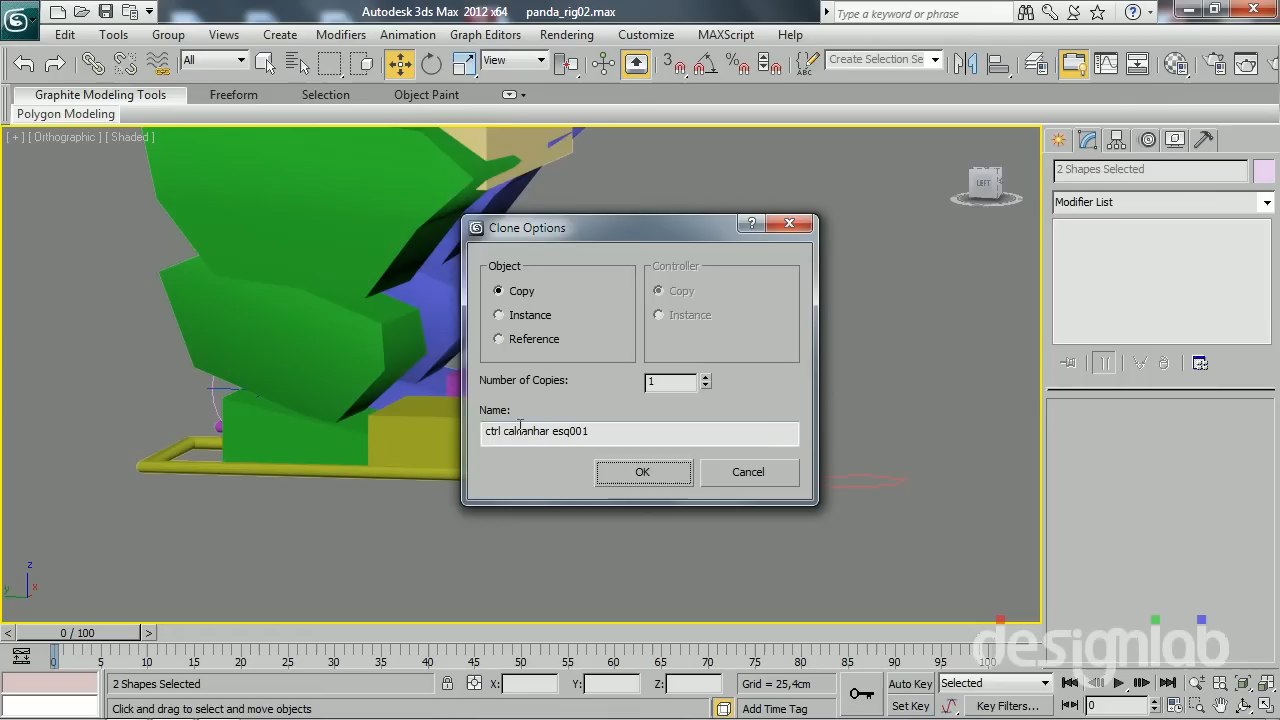 Autodesk 3ds Max 2012 x64 panda_rig02.max
Type a keyword or phrase
Edit Tools Group Views Create Modifiers Animation Graph Editors Rendering Customize MAXScript Help
All View 3 Create Selection Se
Graphite Modeling Tools Freeform Selection Object Paint
Polygon Modeling
[ + ] [ Orthographic ] [ Shaded ]
LEFT
2 Shapes Selected
Modifier List
Clone Options
Object
Copy
Instance
Reference
Controller
Copy
Instance
Number of Copies:
1
Name:
ctrl calcanhar esq001
OK Cancel
z
y x
designlab
< 0 / 100 >
0 5 10 15 20 25 30 35 40 45 50 55 60 65 70 75 80 85 90 95 100
2 Shapes Selected X: Y: Z: Grid = 25,4cm Auto Key Selected
Click and drag to select and move objects Add Time Tag Set Key Key Filters... 0